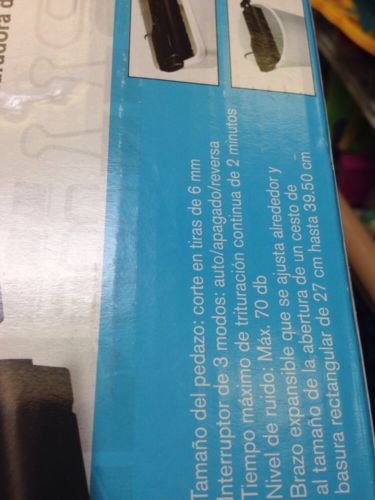 uradora d
Tamaño del pedazo: corte en tiras de 6 mm
Interruptor de 3 modos: auto/apagado/reversa
Tiempo máximo de trituración continua de 2 minutos
Nivel de ruido: Máx. 70 db
Brazo expansible que se ajusta alrededor y
al tamaño de la abertura de un cesto de
basura rectangular de 27 cm hasta 39.50 cm